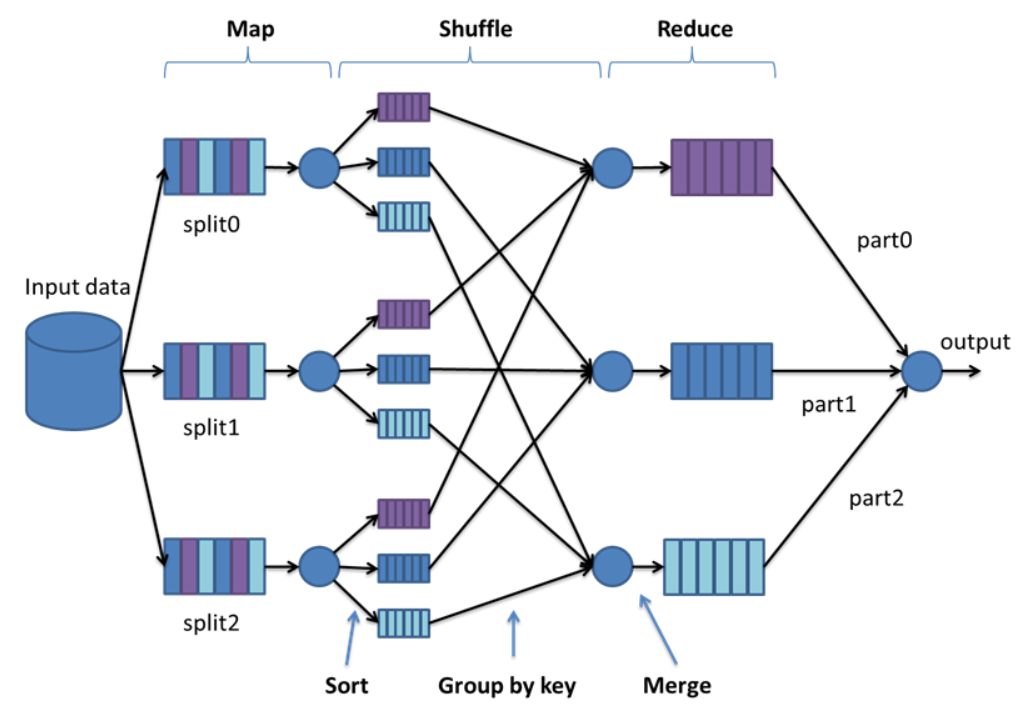 Map
Shuffle
Reduce
split0
part0
Input data
output
part1
split1
part2
split2
Sort
Group by key
Merge